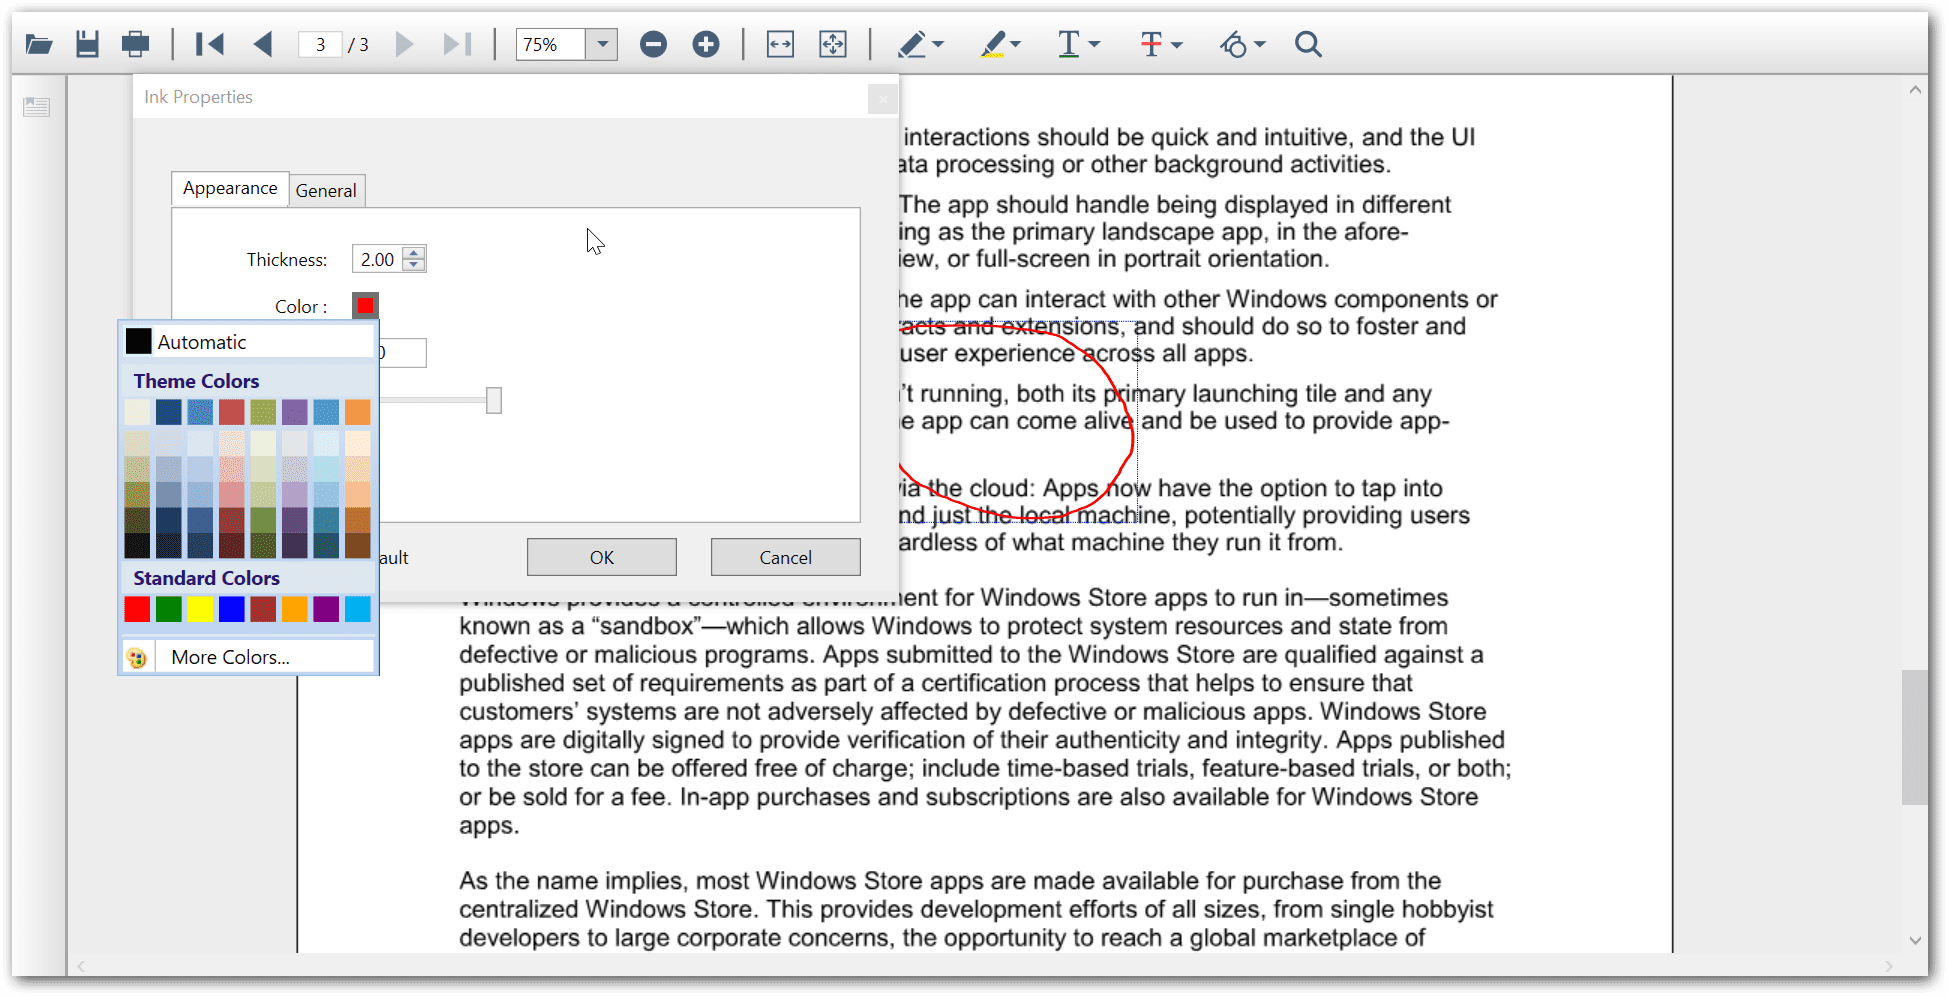 3 / 3
75%
Ink Properties
Appearance
General
Thickness: 2.00
Color :
Automatic
Theme Colors
Standard Colors
More Colors...
OK
Cancel
interactions should be quick and intuitive, and the UI
ata processing or other background activities.
The app should handle being displayed in different
ing as the primary landscape app, in the afore-
iew, or full-screen in portrait orientation.
he app can interact with other Windows components or
acts and extensions, and should do so to foster and
user experience across all apps.
’t running, both its primary launching tile and any
e app can come alive and be used to provide app-
via the cloud: Apps now have the option to tap into
nd just the local machine, potentially providing users
ardless of what machine they run it from.
Windows provides a controlled environment for Windows Store apps to run in—sometimes
known as a “sandbox”—which allows Windows to protect system resources and state from
defective or malicious programs. Apps submitted to the Windows Store are qualified against a
published set of requirements as part of a certification process that helps to ensure that
customers’ systems are not adversely affected by defective or malicious apps. Windows Store
apps are digitally signed to provide verification of their authenticity and integrity. Apps published
to the store can be offered free of charge; include time-based trials, feature-based trials, or both;
or be sold for a fee. In-app purchases and subscriptions are also available for Windows Store
apps.
As the name implies, most Windows Store apps are made available for purchase from the
centralized Windows Store. This provides development efforts of all sizes, from single hobbyist
developers to large corporate concerns, the opportunity to reach a global marketplace of